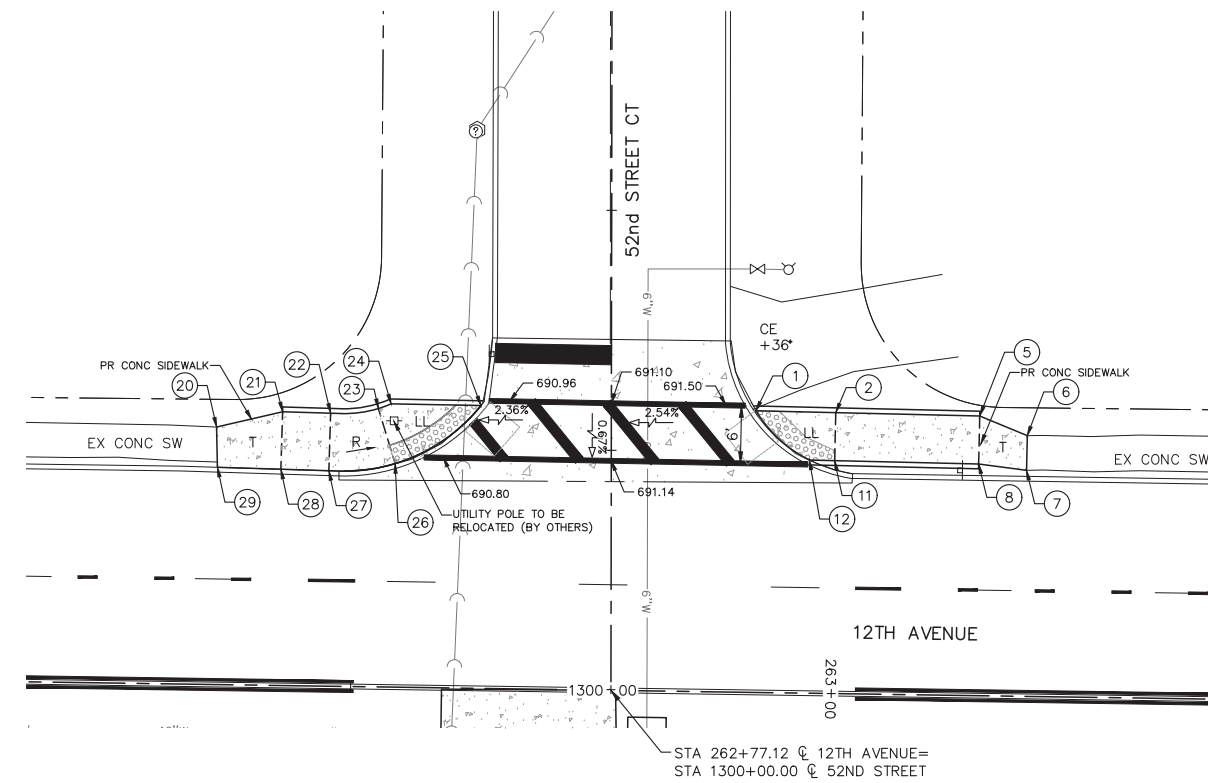 52nd STREET CT
?
6"W
CE
+36
PR CONC SIDEWALK
20
21
22
23
24
25
690.96
691.10
691.50
1
2
5
PR CONC SIDEWALK
6
2.36%
2.54%
0.67%
6'
EX CONC SW
T
R
LL
LL
T
EX CONC SW
29
28
27
26
690.80
691.14
12
11
8
7
UTILITY POLE TO BE
RELOCATED (BY OTHERS)
6"W
12TH AVENUE
263+00
1300+00
STA 262+77.12 ℄ 12TH AVENUE=
STA 1300+00.00 ℄ 52ND STREET